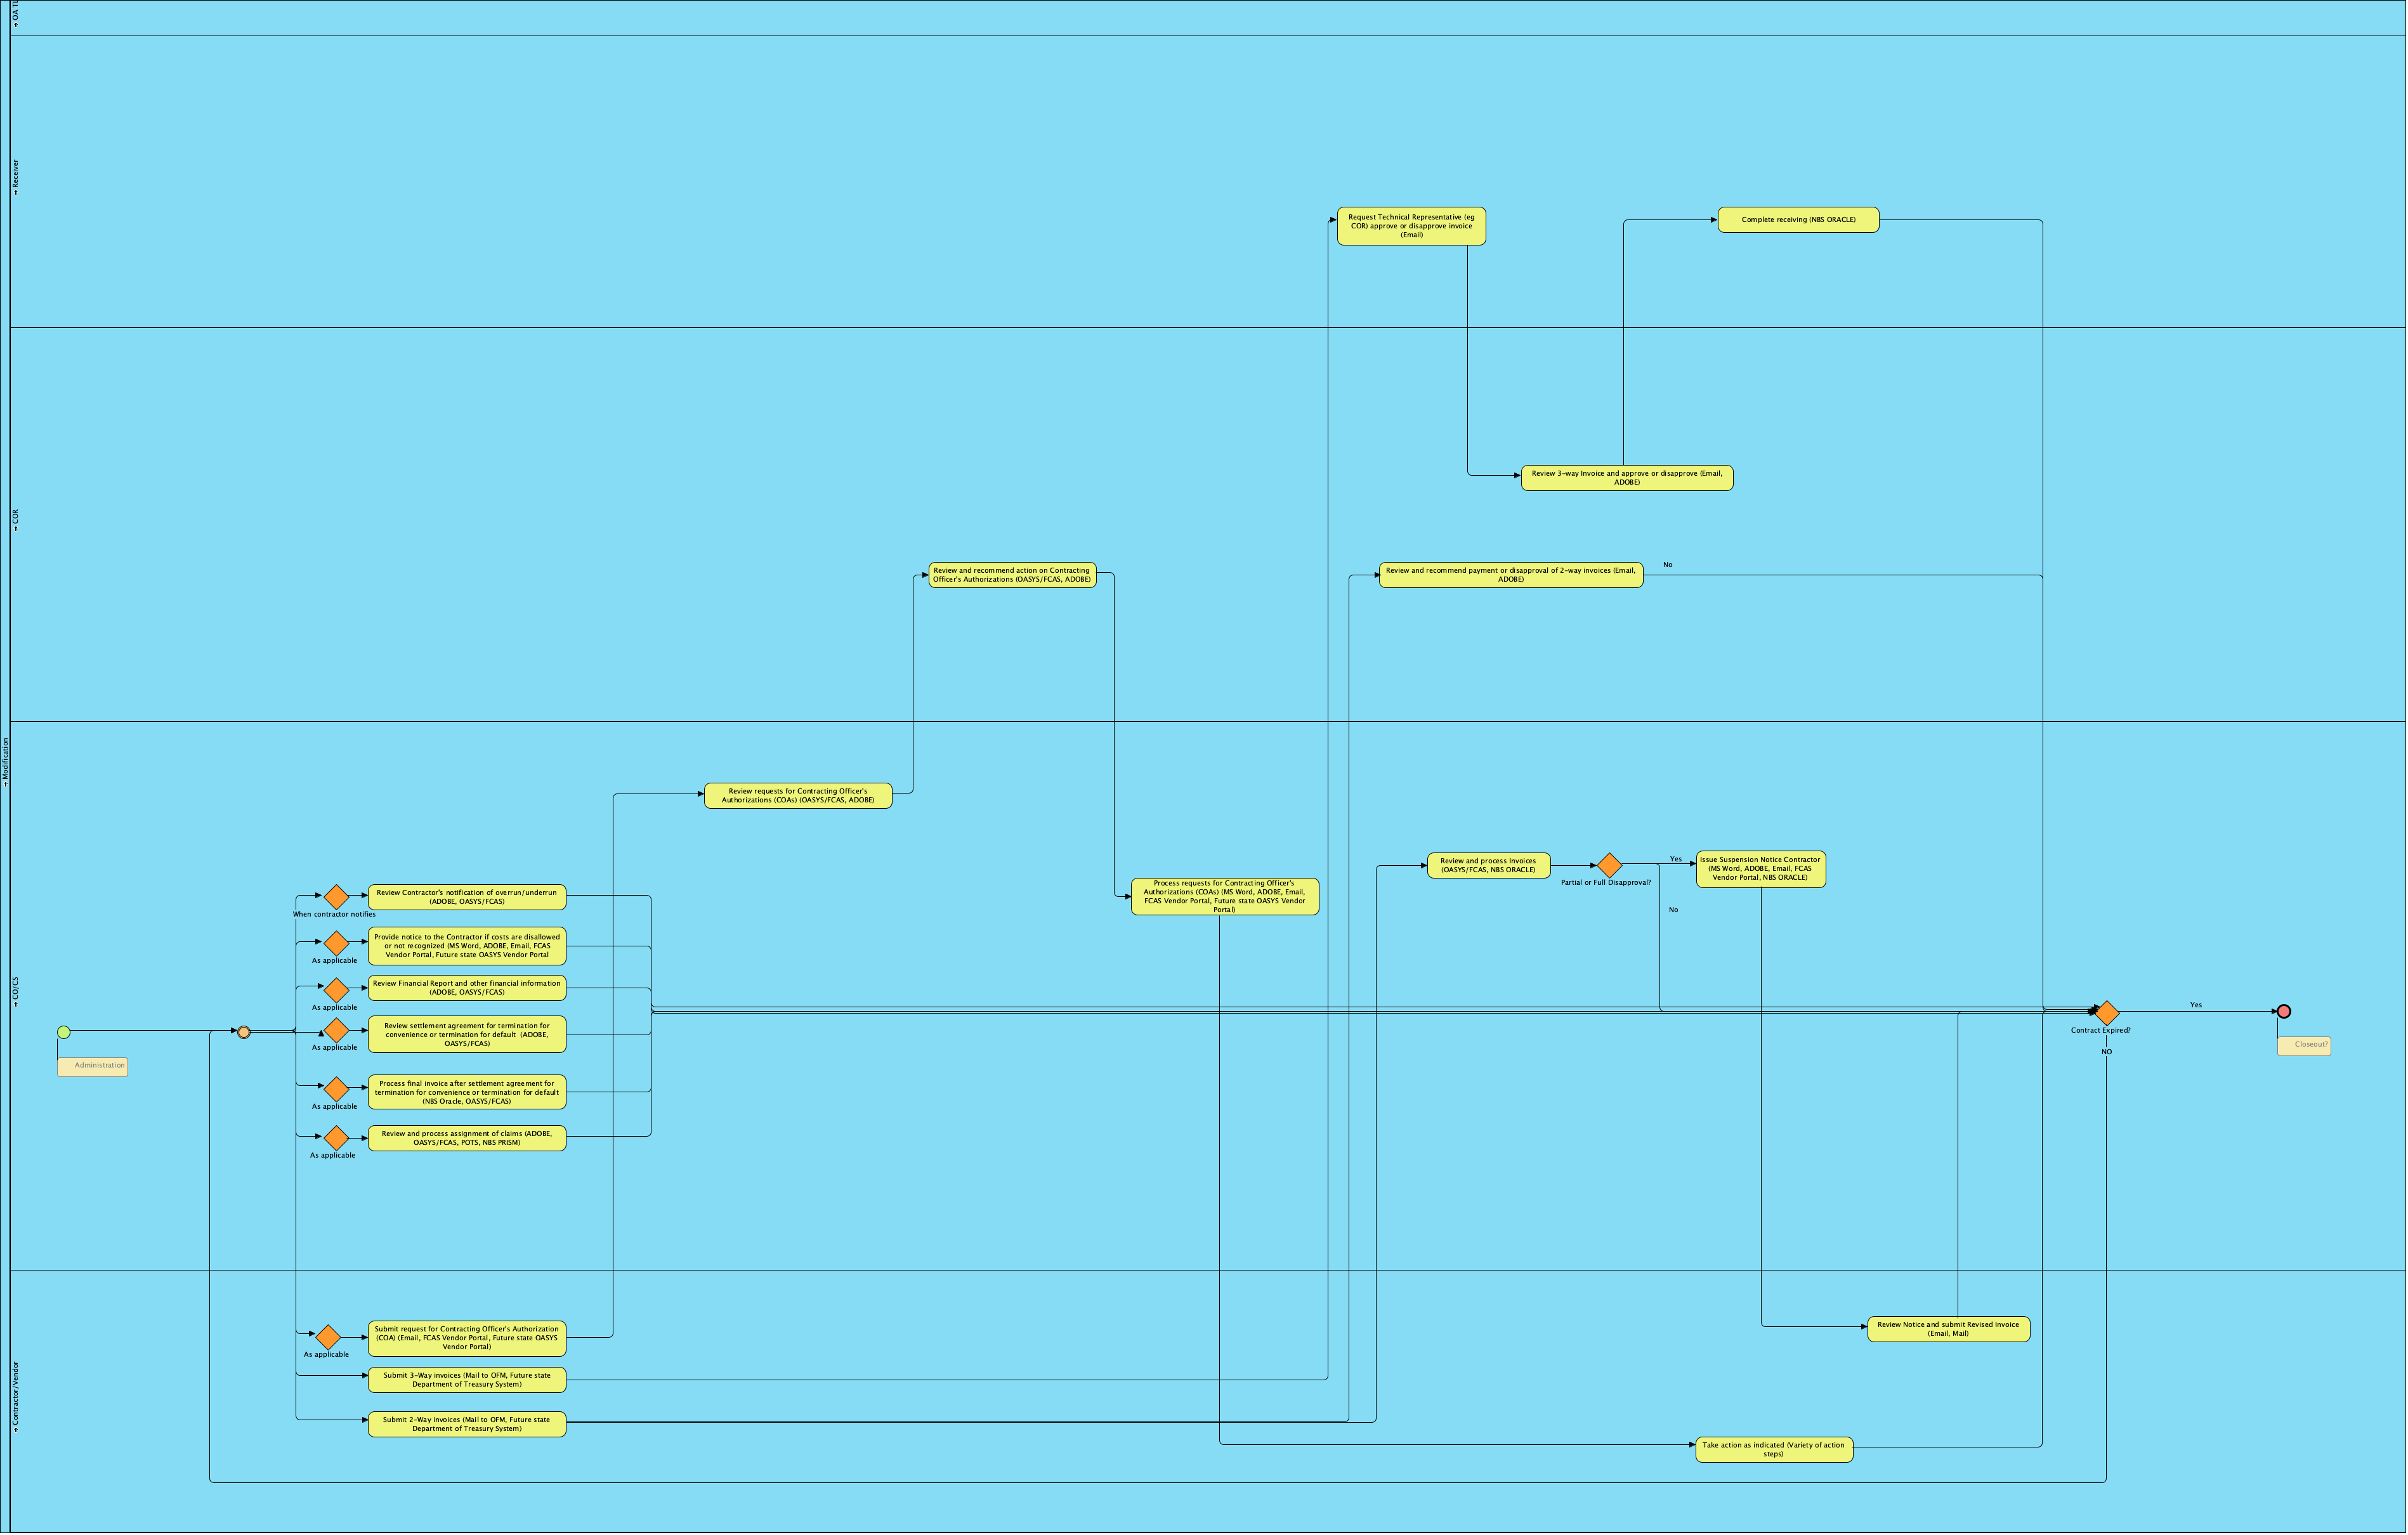 OA TL
Receiver
Request Technical Representative (eg
COR) approve or disapprove invoice
(Email)
Complete receiving (NBS ORACLE)
COR
Review 3-way Invoice and approve or disapprove (Email,
ADOBE)
Review and recommend action on Contracting
Officer's Authorizations (OASYS/FCAS, ADOBE)
Review and recommend payment or disapproval of 2-way invoices (Email,
ADOBE)
No
Modification
CO/CS
Review requests for Contracting Officer's
Authorizations (COAs) (OASYS/FCAS, ADOBE)
Review and process Invoices
(OASYS/FCAS, NBS ORACLE)
Partial or Full Disapproval?
Yes
No
Issue Suspension Notice Contractor
(MS Word, ADOBE, Email, FCAS
Vendor Portal, NBS ORACLE)
Process requests for Contracting Officer's
Authorizations (COAs) (MS Word, ADOBE, Email,
FCAS Vendor Portal, Future state OASYS Vendor
Portal)
When contractor notifies
Review Contractor's notification of overrun/underrun
(ADOBE, OASYS/FCAS)
As applicable
Provide notice to the Contractor if costs are disallowed
or not recognized (MS Word, ADOBE, Email, FCAS
Vendor Portal, Future state OASYS Vendor Portal
As applicable
Review Financial Report and other financial information
(ADOBE, OASYS/FCAS)
As applicable
Review settlement agreement for termination for
convenience or termination for default (ADOBE,
OASYS/FCAS)
As applicable
Process final invoice after settlement agreement for
termination for convenience or termination for default
(NBS Oracle, OASYS/FCAS)
As applicable
Review and process assignment of claims (ADOBE,
OASYS/FCAS, POTS, NBS PRISM)
Administration
Contract Expired?
Yes
NO
Closeout?
Contractor/Vendor
As applicable
Submit request for Contracting Officer's Authorization
(COA) (Email, FCAS Vendor Portal, Future state OASYS
Vendor Portal)
Submit 3-Way invoices (Mail to OFM, Future state
Department of Treasury System)
Submit 2-Way invoices (Mail to OFM, Future state
Department of Treasury System)
Review Notice and submit Revised Invoice
(Email, Mail)
Take action as indicated (Variety of action
steps)